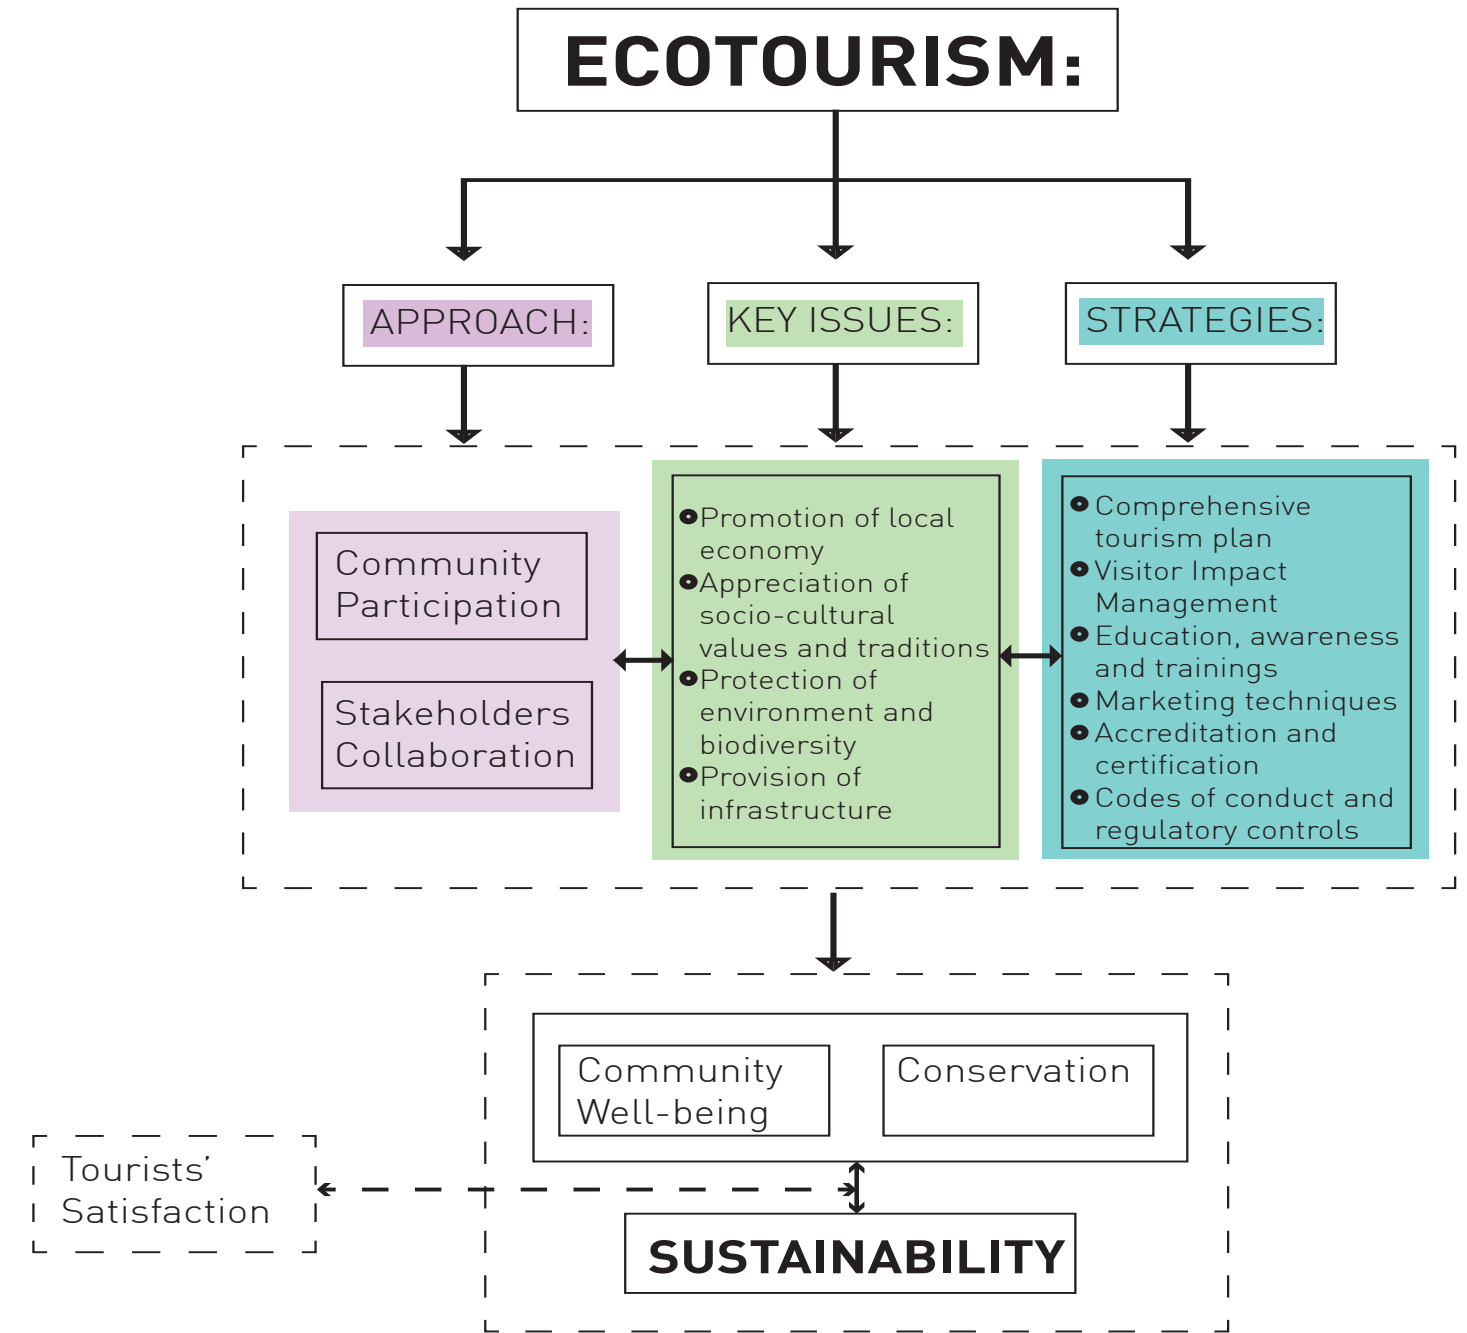 ECOTOURISM:
APPROACH:
KEY ISSUES:
STRATEGIES:
Community
Participation
Stakeholders
Collaboration
Promotion of local
economy
Appreciation of
socio-cultural
values and traditions
Protection of
environment and
biodiversity
Provision of
infrastructure
Comprehensive
tourism plan
Visitor Impact
Management
Education, awareness
and trainings
Marketing techniques
Accreditation and
certification
Codes of conduct and
regulatory controls
Community
Well-being
Conservation
Tourists’
Satisfaction
SUSTAINABILITY